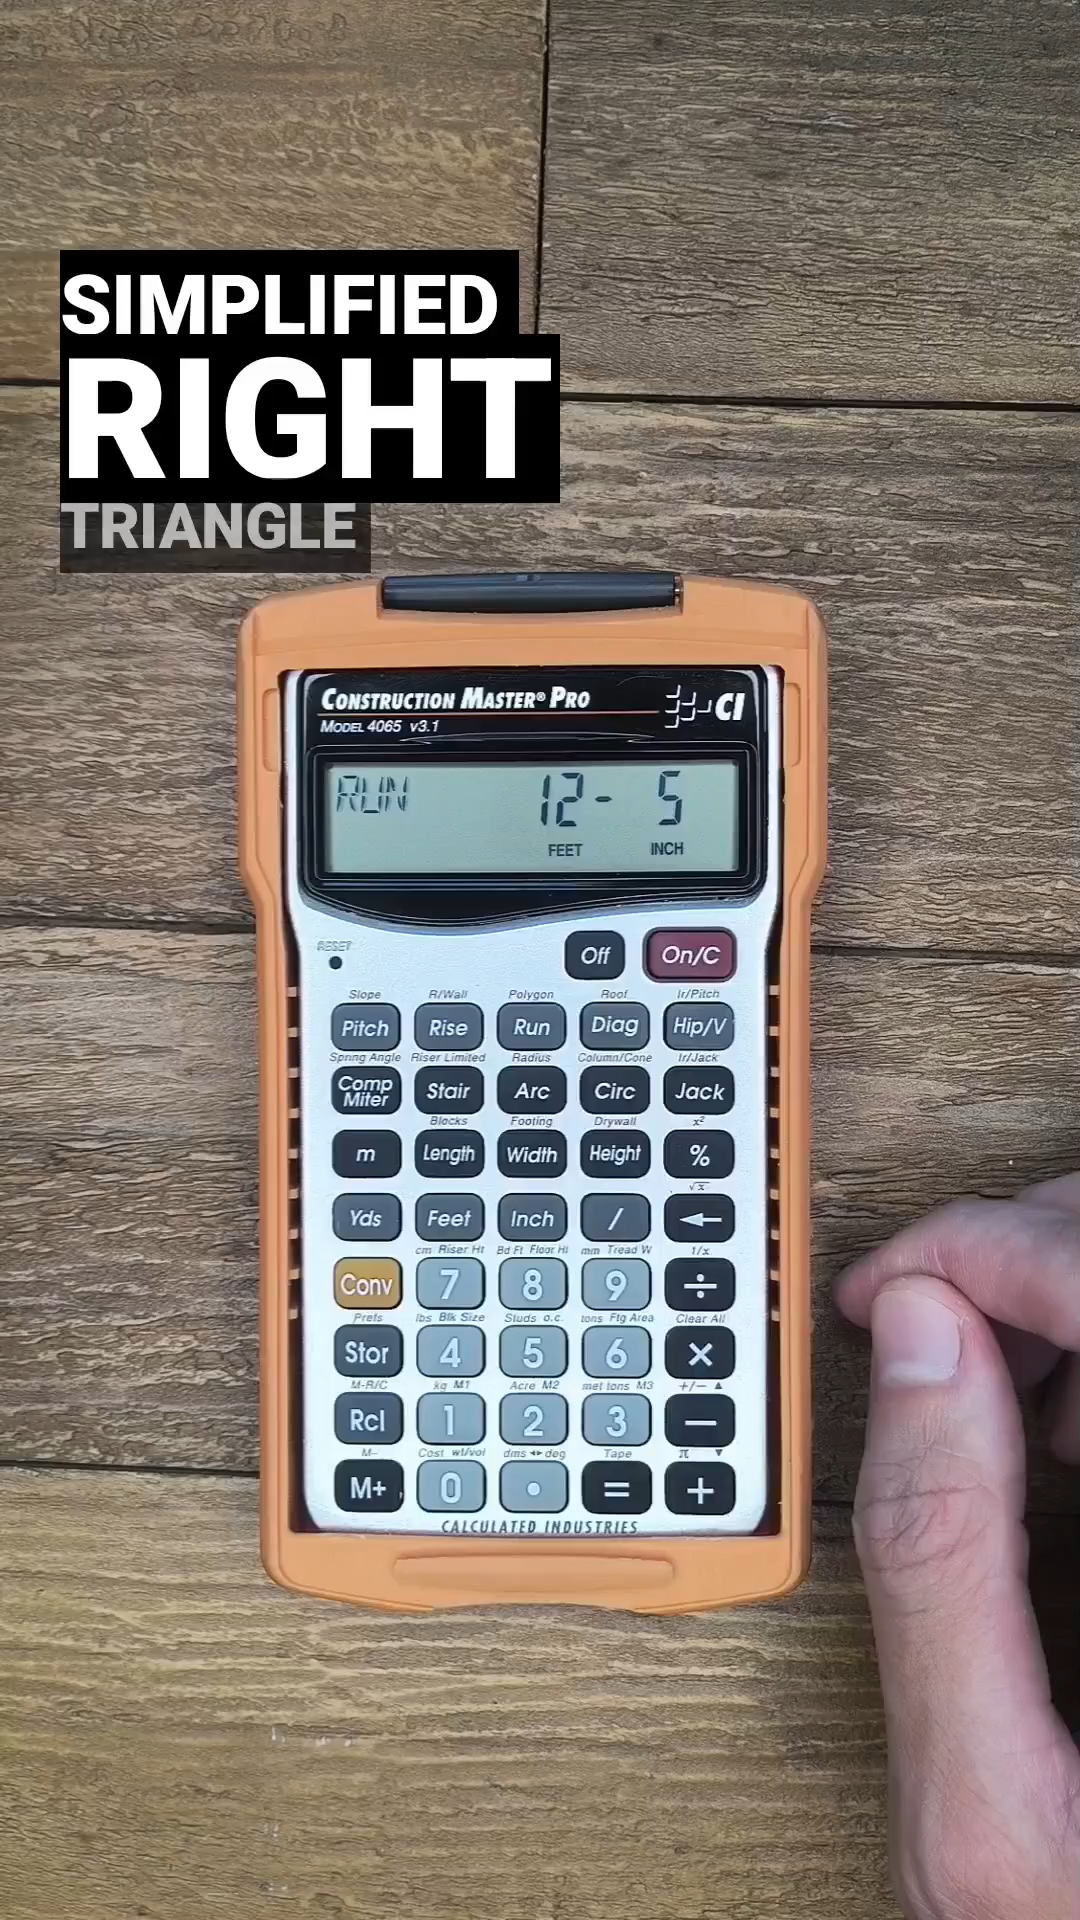 SIMPLIFIED
RIGHT
TRIANGLE
CONSTRUCTION MASTER® PRO
CI
MODEL 4065 v3.1
RUN 12- 5
FEET INCH
RESET
Off On/C
Slope R/Wall Polygon Roof Ir/Pitch
Pitch Rise Run Diag Hip/V
Spring Angle Riser Limited Radius Column/Cone Ir/Jack
Comp Miter Stair Arc Circ Jack
Blocks Footing Drywall x²
m Length Width Height %
√x
Yds Feet Inch / ←
cm Riser Ht Bd Ft Floor Ht mm Tread W 1/x
Conv 7 8 9 ÷
Prefs lbs Blk Size Studs o.c. tons Ftg Area Clear All
Stor 4 5 6 ×
M-R/C kg M1 Acre M2 met tons M3 +/− ▲
Rcl 1 2 3 −
M− Cost wt/vol dms ◄► deg Tape π ▼
M+ 0 • = +
CALCULATED INDUSTRIES